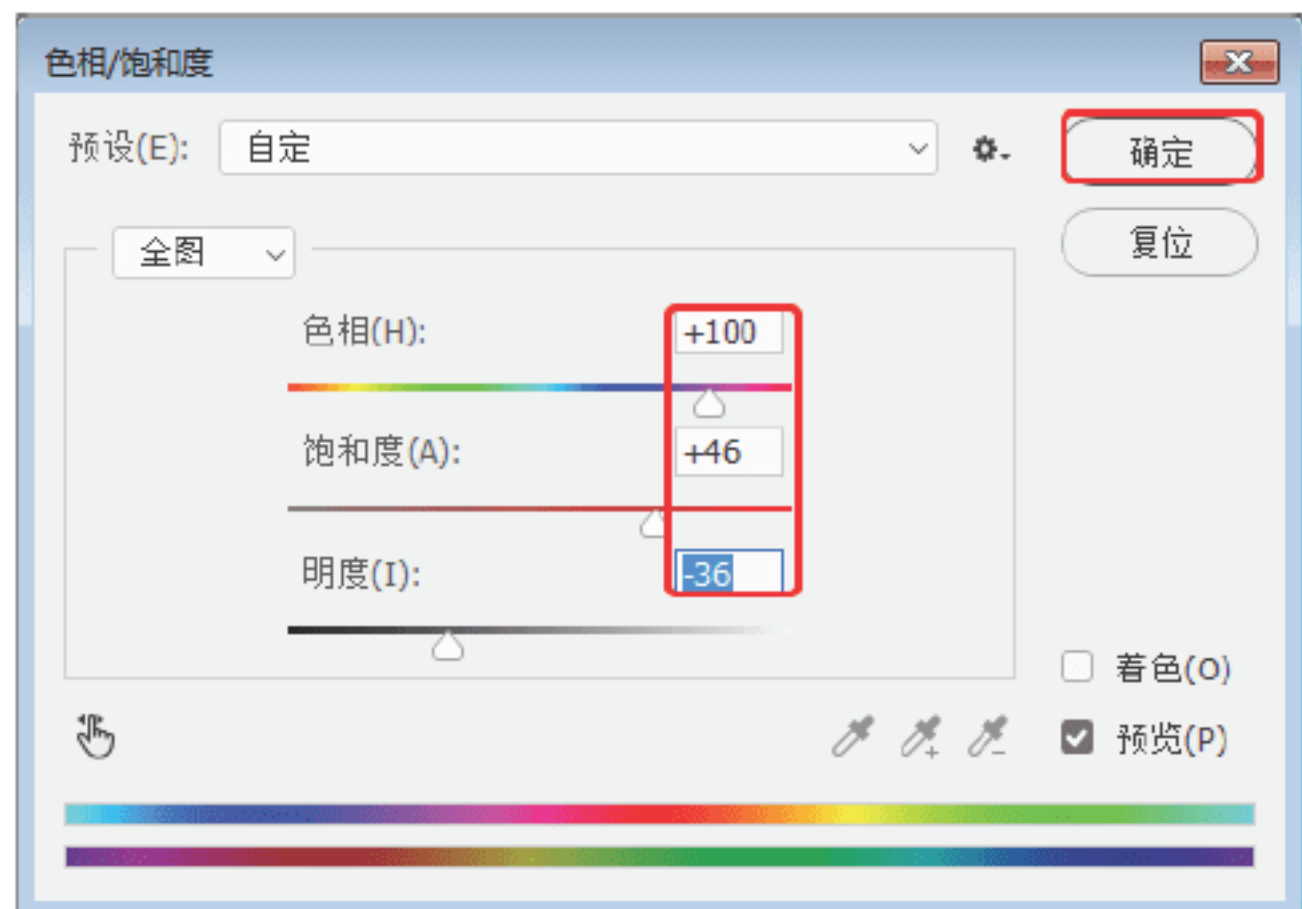 色相/饱和度
预设(E): 自定
确定
全图
复位
色相(H): +100
饱和度(A): +46
明度(I): -36
着色(O)
预览(P)